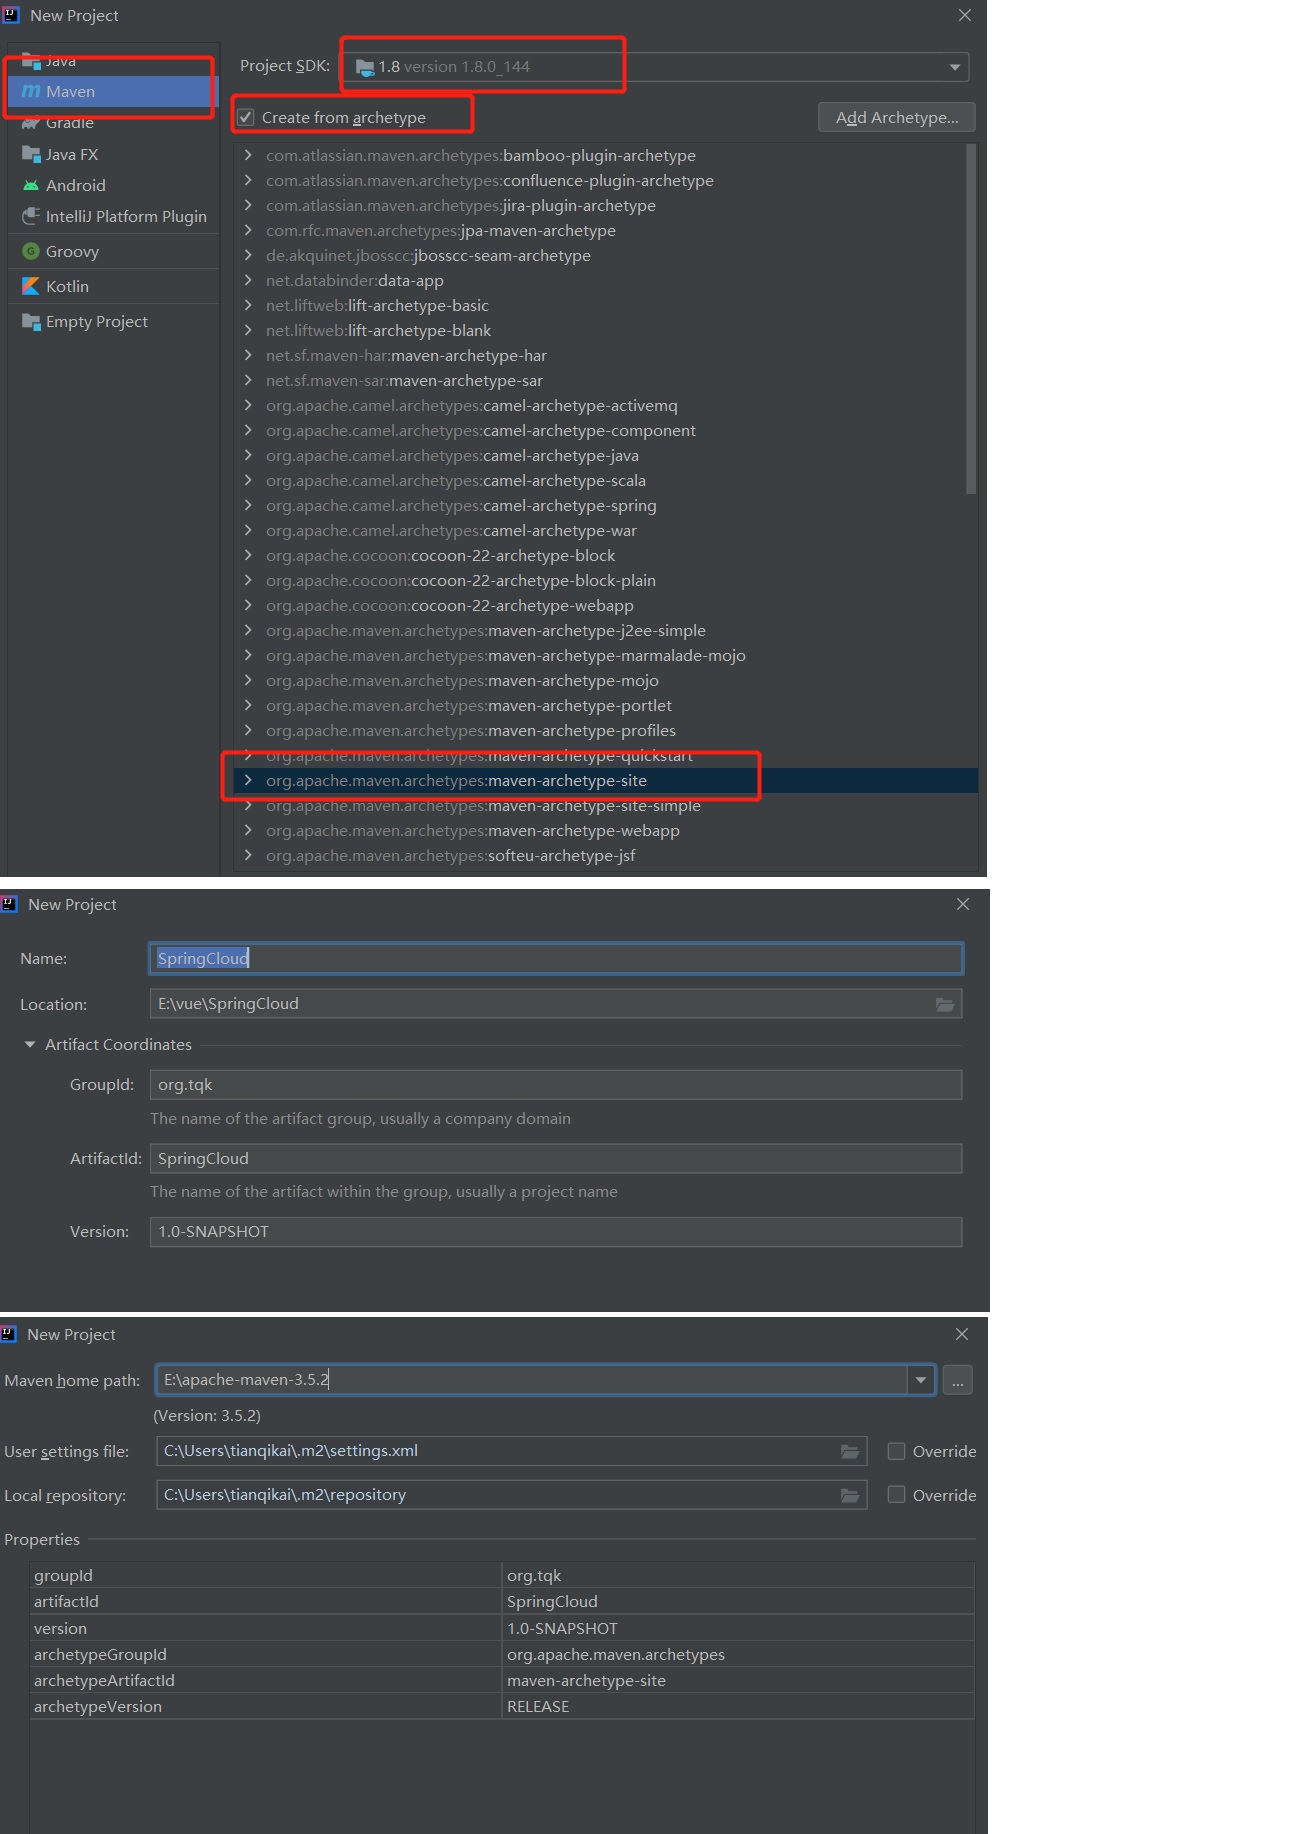 New Project
Java
Maven
Gradle
Java FX
Android
IntelliJ Platform Plugin
Groovy
Kotlin
Empty Project
Project SDK: 1.8 version 1.8.0_144
Create from archetype
Add Archetype...
com.atlassian.maven.archetypes:bamboo-plugin-archetype
com.atlassian.maven.archetypes:confluence-plugin-archetype
com.atlassian.maven.archetypes:jira-plugin-archetype
com.rfc.maven.archetypes:jpa-maven-archetype
de.akquinet.jbosscc:jbosscc-seam-archetype
net.databinder:data-app
net.liftweb:lift-archetype-basic
net.liftweb:lift-archetype-blank
net.sf.maven-har:maven-archetype-har
net.sf.maven-sar:maven-archetype-sar
org.apache.camel.archetypes:camel-archetype-activemq
org.apache.camel.archetypes:camel-archetype-component
org.apache.camel.archetypes:camel-archetype-java
org.apache.camel.archetypes:camel-archetype-scala
org.apache.camel.archetypes:camel-archetype-spring
org.apache.camel.archetypes:camel-archetype-war
org.apache.cocoon:cocoon-22-archetype-block
org.apache.cocoon:cocoon-22-archetype-block-plain
org.apache.cocoon:cocoon-22-archetype-webapp
org.apache.maven.archetypes:maven-archetype-j2ee-simple
org.apache.maven.archetypes:maven-archetype-marmalade-mojo
org.apache.maven.archetypes:maven-archetype-mojo
org.apache.maven.archetypes:maven-archetype-portlet
org.apache.maven.archetypes:maven-archetype-profiles
org.apache.maven.archetypes:maven-archetype-quickstart
org.apache.maven.archetypes:maven-archetype-site
org.apache.maven.archetypes:maven-archetype-site-simple
org.apache.maven.archetypes:maven-archetype-webapp
org.apache.maven.archetypes:softeu-archetype-jsf
New Project
Name: SpringCloud
Location: E:\vue\SpringCloud
Artifact Coordinates
GroupId: org.tqk
The name of the artifact group, usually a company domain
ArtifactId: SpringCloud
The name of the artifact within the group, usually a project name
Version: 1.0-SNAPSHOT
New Project
Maven home path: E:\apache-maven-3.5.2 ...
(Version: 3.5.2)
User settings file: C:\Users\tianqikai\.m2\settings.xml Override
Local repository: C:\Users\tianqikai\.m2\repository Override
Properties
groupId org.tqk
artifactId SpringCloud
version 1.0-SNAPSHOT
archetypeGroupId org.apache.maven.archetypes
archetypeArtifactId maven-archetype-site
archetypeVersion RELEASE